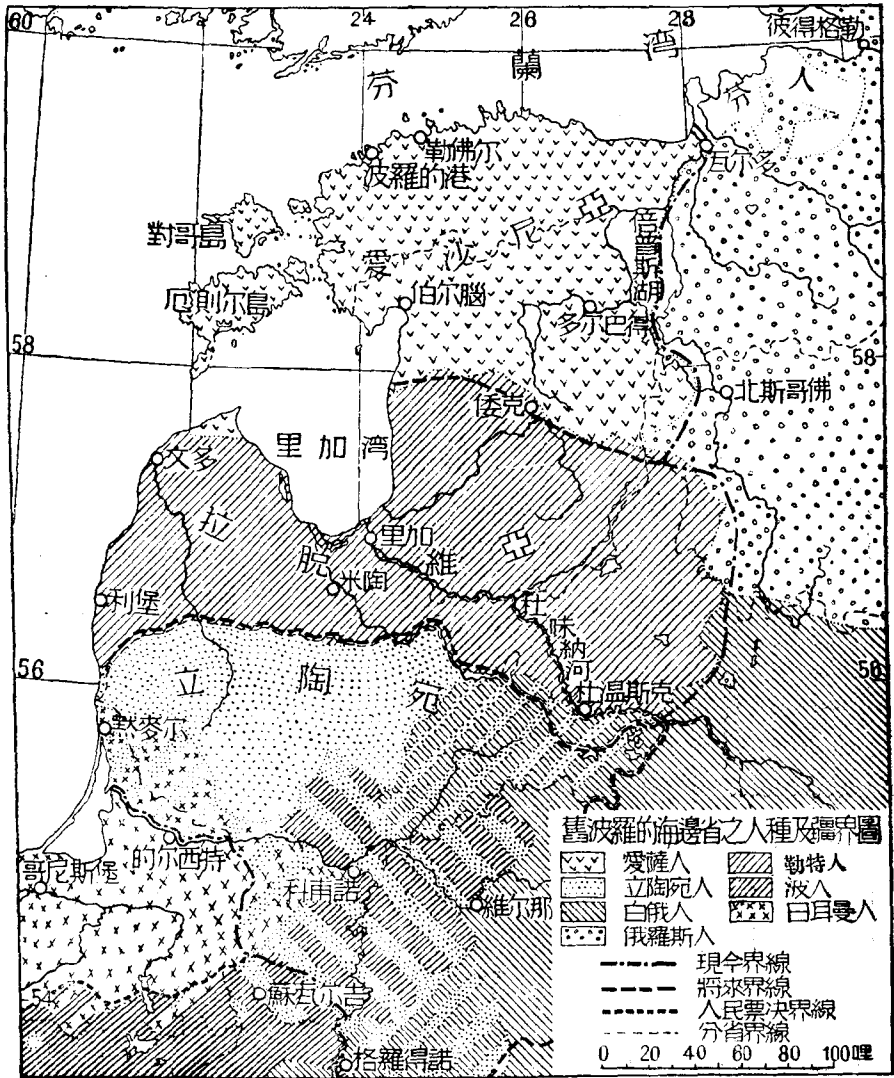 60 24 26 28
彼得格勒
芬蘭湾
芬人
勒佛尔
波羅的港
瓦尔多
對哥島
愛沙尼亞
倍普斯湖
厄則尔島
伯尔腦
多尔巴得
58 58
北斯哥佛
倭克
里加湾
文多
拉脱維亞
里加
米陶
利堡
杜味納河
56 56
立陶宛
杜温斯克
默麥尔
舊波羅的海邊省之人種及疆界圖
愛薩人 勒特人
立陶宛人 波人
白俄人 日耳曼人
俄羅斯人
現今界線
將來界線
人民票决界線
分省界線
0 20 40 60 80 100哩
的尔西特
哥尼斯堡
科甫諾
維尔那
54
蘇瓦尔吉
格羅得諾